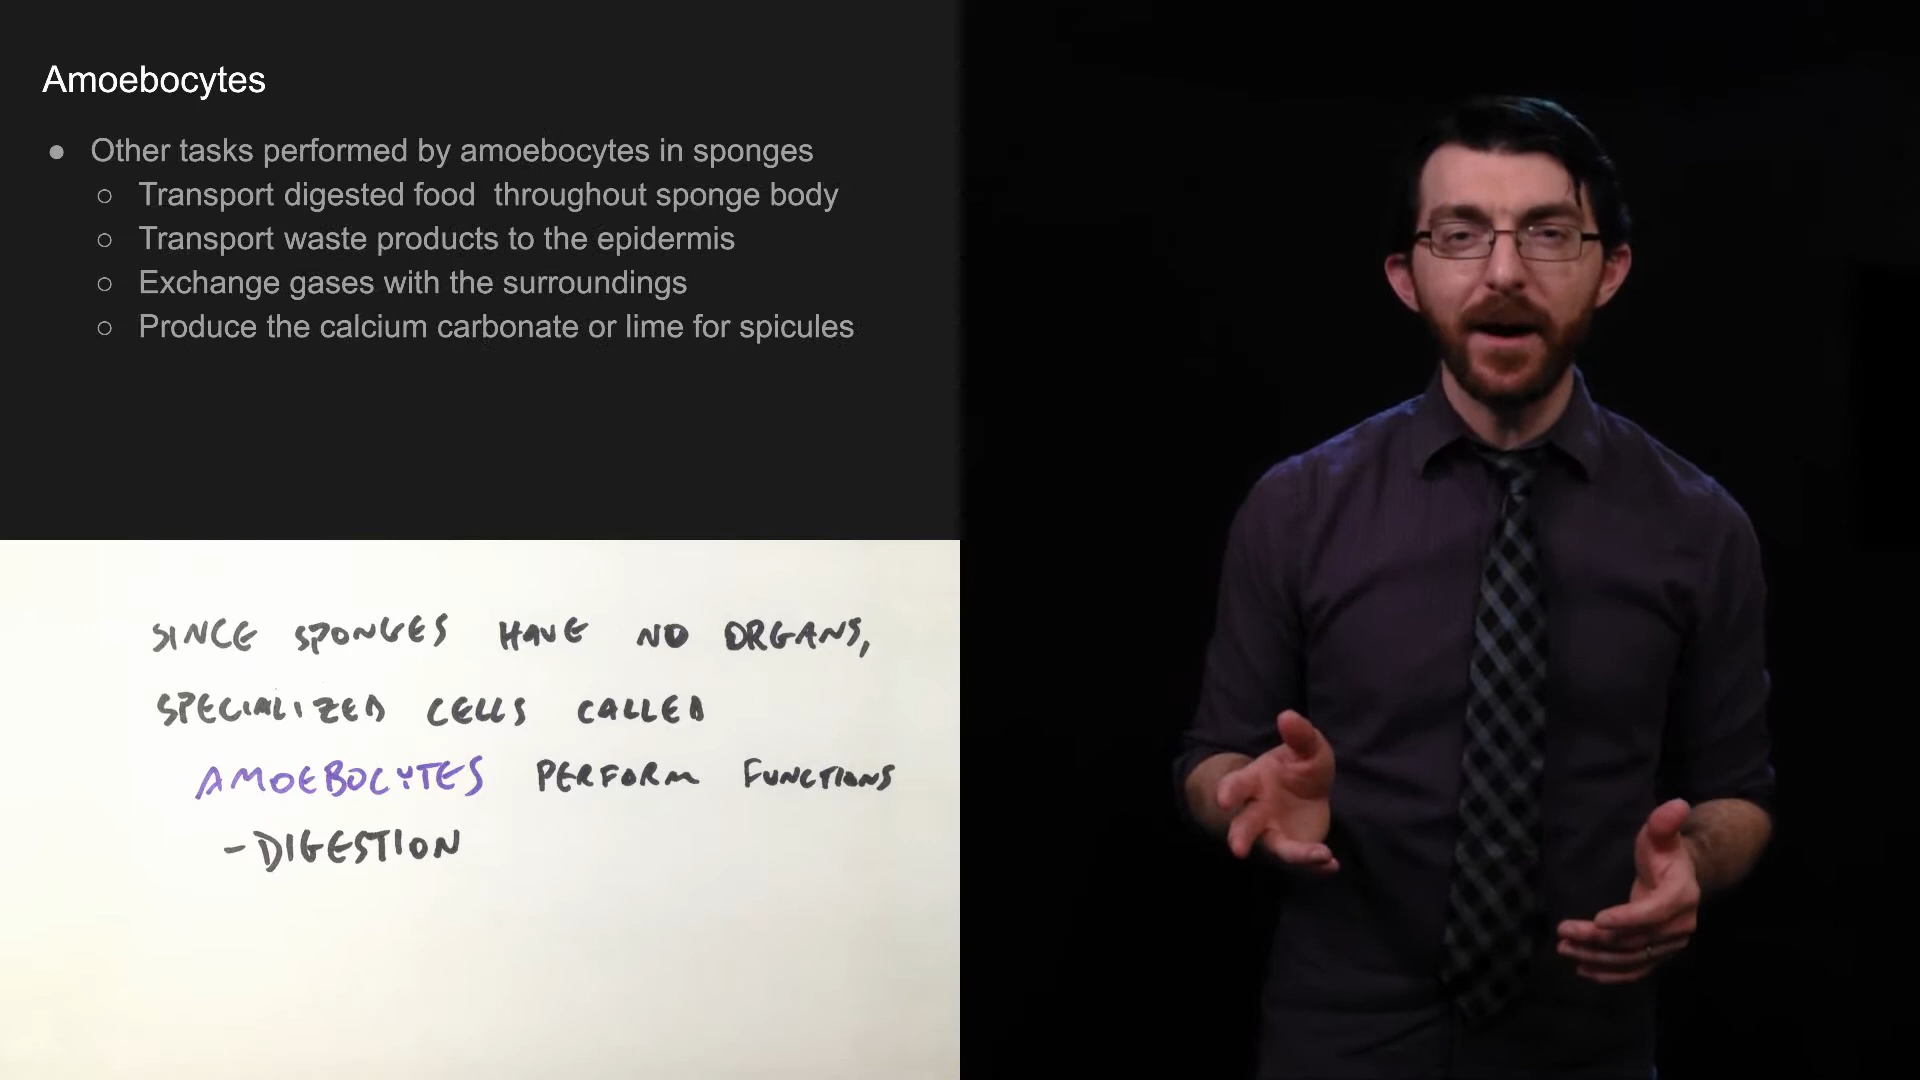 Amoebocytes
● Other tasks performed by amoebocytes in sponges
○ Transport digested food  throughout sponge body
○ Transport waste products to the epidermis
○ Exchange gases with the surroundings
○ Produce the calcium carbonate or lime for spicules
SINCE SPONGES HAVE NO ORGANS,
SPECIALIZED CELLS CALLED
AMOEBOCYTES PERFORM FUNCTIONS
- DIGESTION